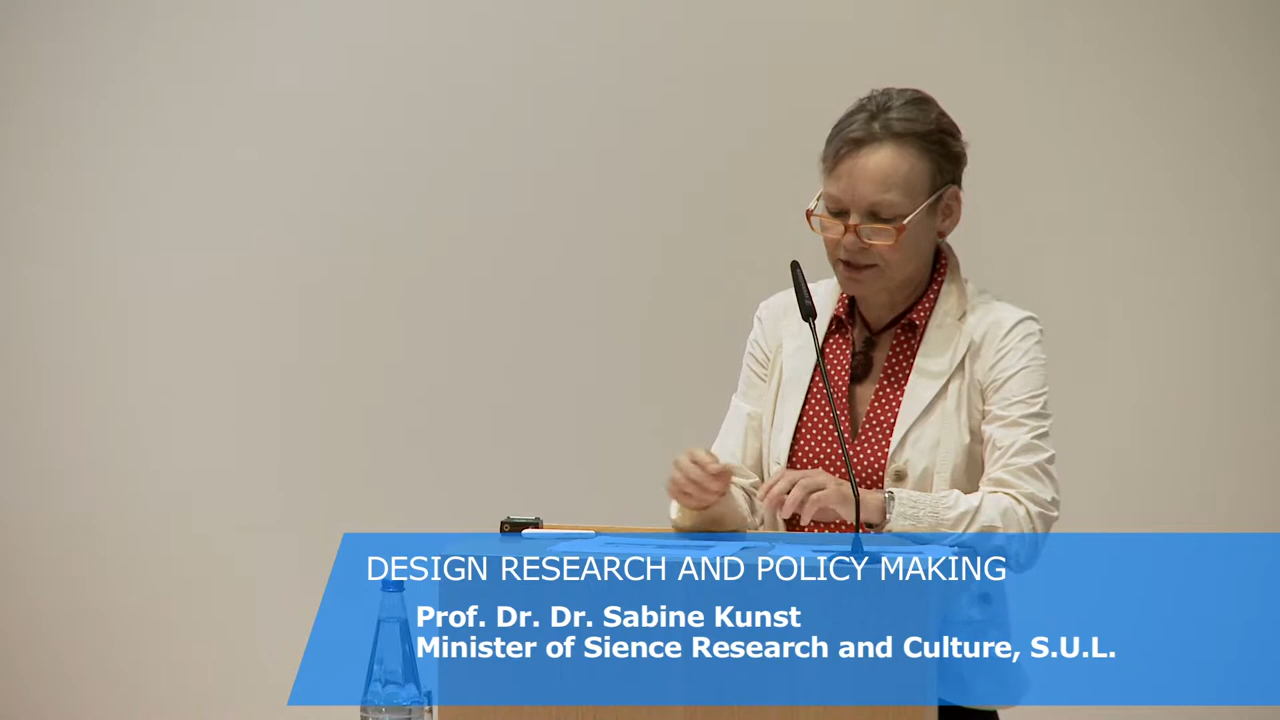 DESIGN RESEARCH AND POLICY MAKING
Prof. Dr. Dr. Sabine Kunst
Minister of Sience Research and Culture, S.U.L.